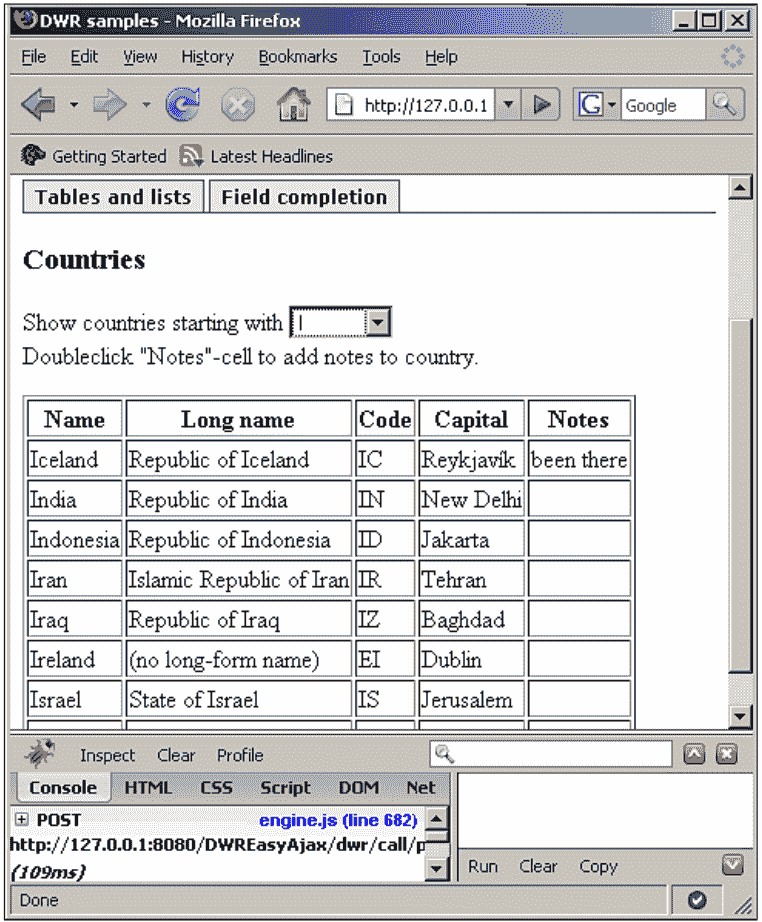 DWR samples - Mozilla Firefox
File Edit View History Bookmarks Tools Help
http://127.0.0.1 G Google
Getting Started Latest Headlines
Tables and lists Field completion
Countries
Show countries starting with I
Doubleclick "Notes"-cell to add notes to country.
Name Long name Code Capital Notes
Iceland Republic of Iceland IC Reykjavík been there
India Republic of India IN New Delhi
Indonesia Republic of Indonesia ID Jakarta
Iran Islamic Republic of Iran IR Tehran
Iraq Republic of Iraq IZ Baghdad
Ireland (no long-form name) EI Dublin
Israel State of Israel IS Jerusalem
Inspect Clear Profile
Console HTML CSS Script DOM Net
POST engine.js (line 682)
http://127.0.0.1:8080/DWREasyAjax/dwr/call/p
(109ms)
Run Clear Copy
Done